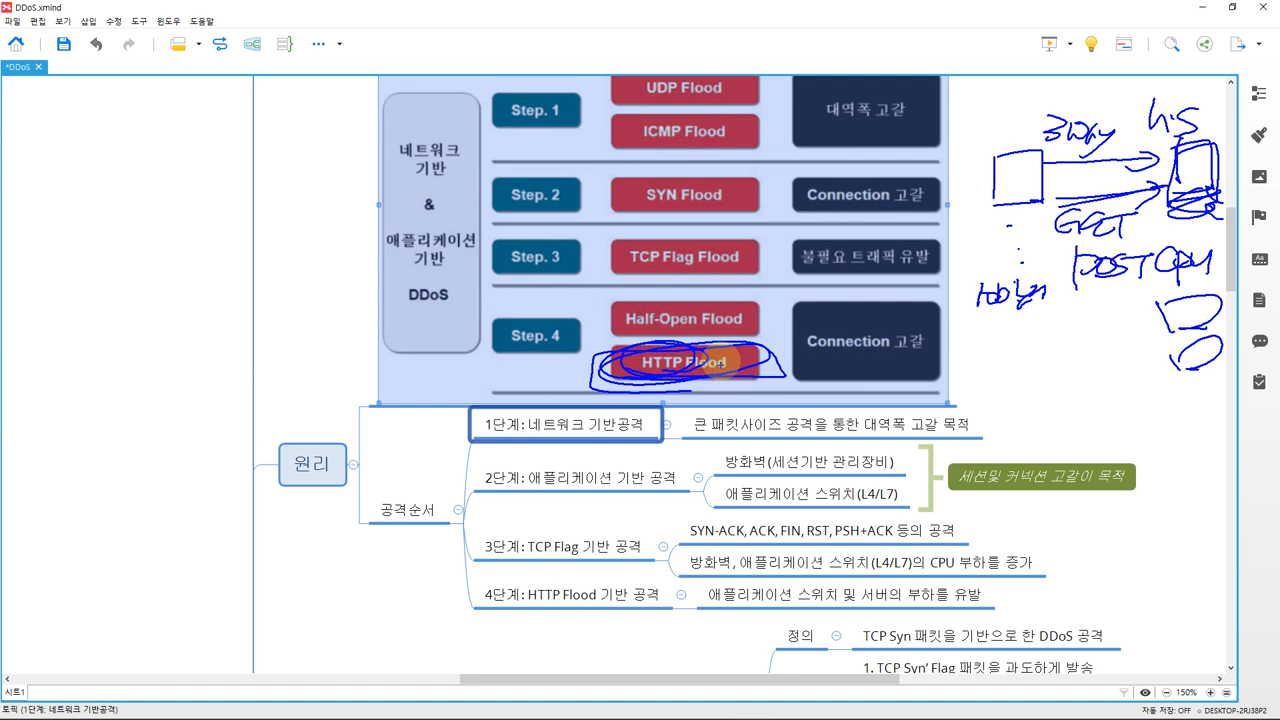 DDoS.xmind
파일 편집 보기 삽입 수정 도구 윈도우 도움말
*DDoS
네트워크
기반
&
애플리케이션
기반
DDoS
Step. 1
UDP Flood
ICMP Flood
대역폭 고갈
Step. 2
SYN Flood
Connection 고갈
Step. 3
TCP Flag Flood
불필요 트래픽 유발
Step. 4
Half-Open Flood
HTTP Flood
Connection 고갈
3way
H.S
GET
POST CPU
원리
공격순서
1단계: 네트워크 기반공격
큰 패킷사이즈 공격을 통한 대역폭 고갈 목적
2단계: 애플리케이션 기반 공격
방화벽(세션기반 관리장비)
애플리케이션 스위치(L4/L7)
세션및 커넥션 고갈이 목적
3단계: TCP Flag 기반 공격
SYN-ACK, ACK, FIN, RST, PSH+ACK 등의 공격
방화벽, 애플리케이션 스위치(L4/L7)의 CPU 부하를 증가
4단계: HTTP Flood 기반 공격
애플리케이션 스위치 및 서버의 부하를 유발
정의
TCP Syn 패킷을 기반으로 한 DDoS 공격
1. TCP Syn' Flag 패킷을 과도하게 발송
시트1
150%
토픽 (1단계: 네트워크 기반공격)
자동 저장: OFF
DESKTOP-2RJ38P2